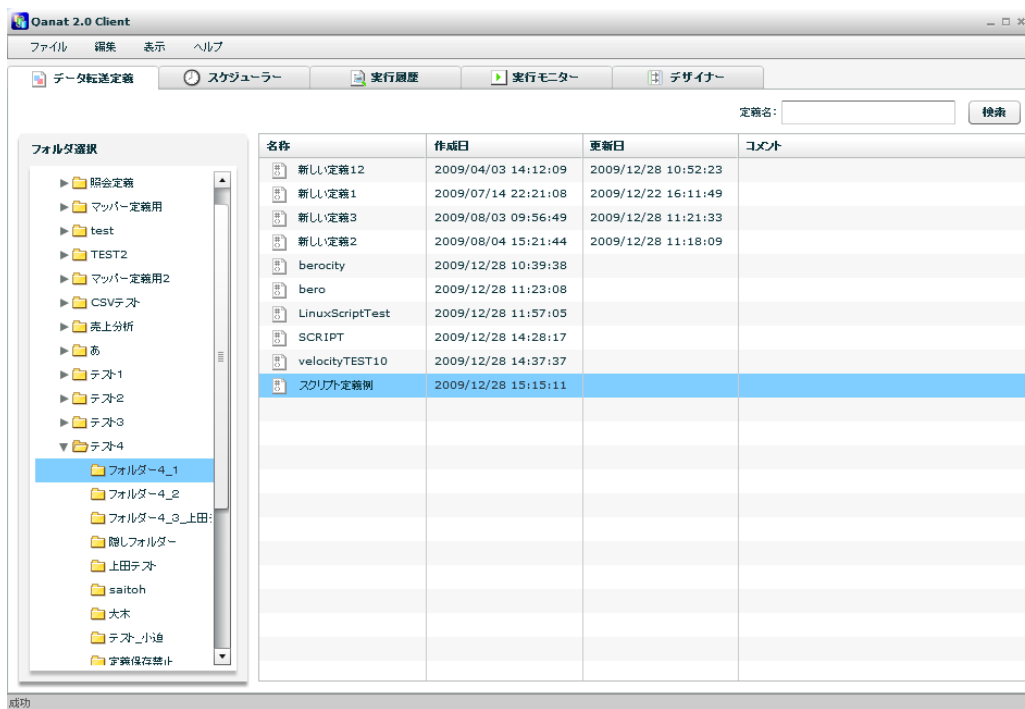 Qanat 2.0 Client
ファイル 編集 表示 ヘルプ
データ転送定義 スケジューラー 実行履歴 実行モニター デザイナー
定義名: 検索
フォルダ選択
照会定義
マッパー定義用
test
TEST2
マッパー定義用2
CSVテスト
売上分析
あ
テスト1
テスト2
テスト3
テスト4
フォルダー4_1
フォルダー4_2
フォルダー4_3_上田
隠しフォルダー
上田テスト
saitoh
大木
テスト_小迫
定義保存禁止
名称 作成日 更新日 コメント
新しい定義12 2009/04/03 14:12:09 2009/12/28 10:52:23
新しい定義1 2009/07/14 22:21:08 2009/12/22 16:11:49
新しい定義3 2009/08/03 09:56:49 2009/12/28 11:21:33
新しい定義2 2009/08/04 15:21:44 2009/12/28 11:18:09
berocity 2009/12/28 10:39:38
bero 2009/12/28 11:23:08
LinuxScriptTest 2009/12/28 11:57:05
SCRIPT 2009/12/28 14:28:17
velocityTEST10 2009/12/28 14:37:37
スクリプト定義例 2009/12/28 15:15:11
成功